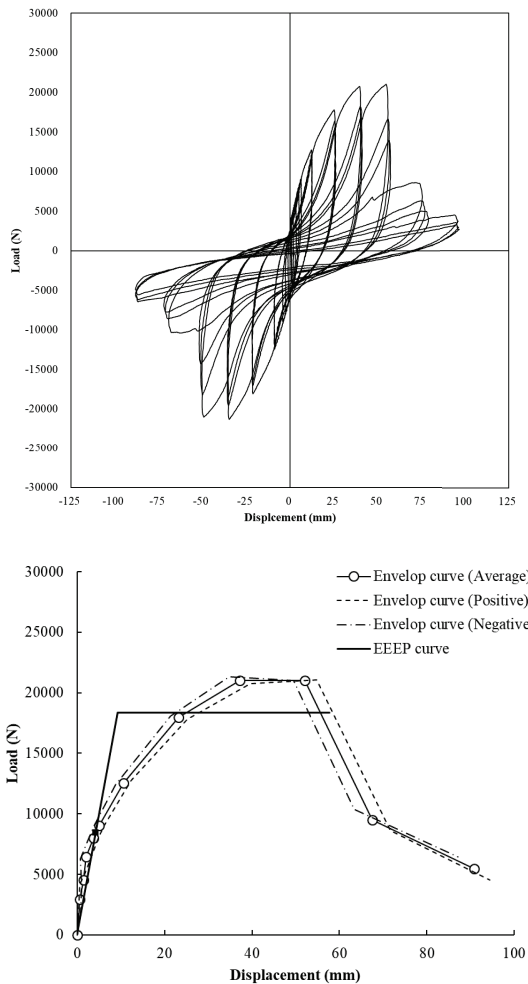 30000
25000
20000
15000
10000
5000
0
-5000
-10000
-15000
-20000
-25000
-30000
Load (N)
-125 -100 -75 -50 -25 0 25 50 75 100 125
Displcement (mm)
30000
25000
20000
15000
10000
5000
0
Load (N)
Envelop curve (Average)
Envelop curve (Positive)
Envelop curve (Negative
EEEP curve
0 20 40 60 80 100
Displacement (mm)